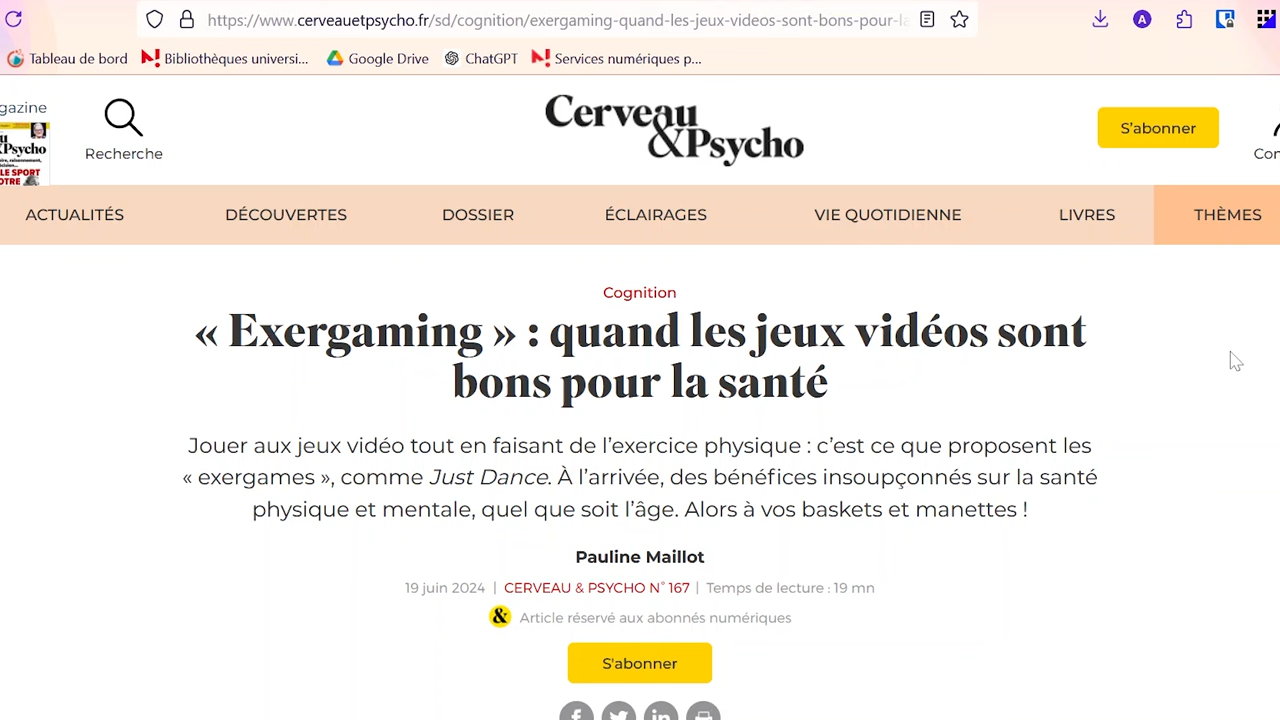 https://www.cerveauetpsycho.fr/sd/cognition/exergaming-quand-les-jeux-videos-sont-bons-pour-la
A
Tableau de bord
Bibliothèques universi...
Google Drive
ChatGPT
Services numériques p...
gazine
Recherche
Cerveau
&Psycho
S'abonner
Con
LE SPORT
ACTUALITÉS
DÉCOUVERTES
DOSSIER
ÉCLAIRAGES
VIE QUOTIDIENNE
LIVRES
THÈMES
Cognition
« Exergaming » : quand les jeux vidéos sont
bons pour la santé
Jouer aux jeux vidéo tout en faisant de l'exercice physique : c'est ce que proposent les
« exergames », comme Just Dance. À l'arrivée, des bénéfices insoupçonnés sur la santé
physique et mentale, quel que soit l'âge. Alors à vos baskets et manettes !
Pauline Maillot
19 juin 2024 | CERVEAU & PSYCHO N° 167 | Temps de lecture : 19 mn
& Article réservé aux abonnés numériques
S'abonner